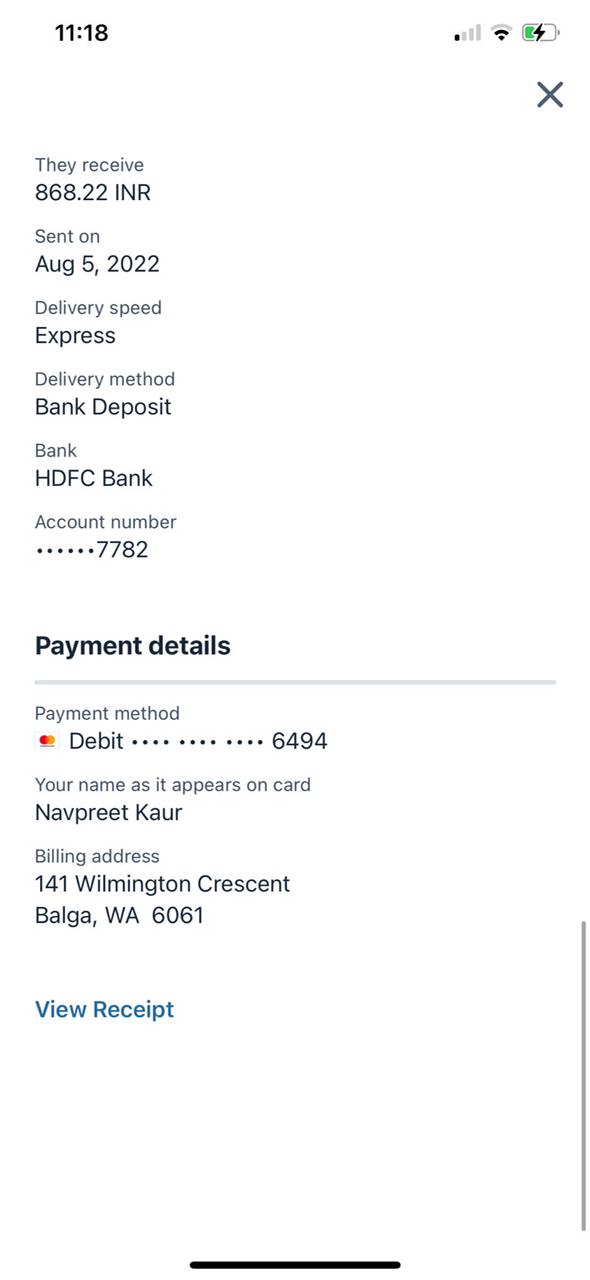 11:18
They receive
868.22 INR
Sent on
Aug 5, 2022
Delivery speed
Express
Delivery method
Bank Deposit
Bank
HDFC Bank
Account number
••••••7782
Payment details
Payment method
Debit •••• •••• •••• 6494
Your name as it appears on card
Navpreet Kaur
Billing address
141 Wilmington Crescent
Balga, WA  6061
View Receipt